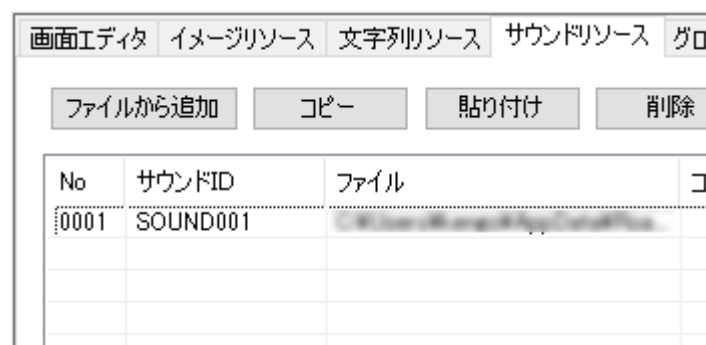 画面エディタ イメージリソース 文字列リソース サウンドリソース グロ
ファイルから追加 コピー 貼り付け 削除
No サウンドID ファイル コ
0001 SOUND001